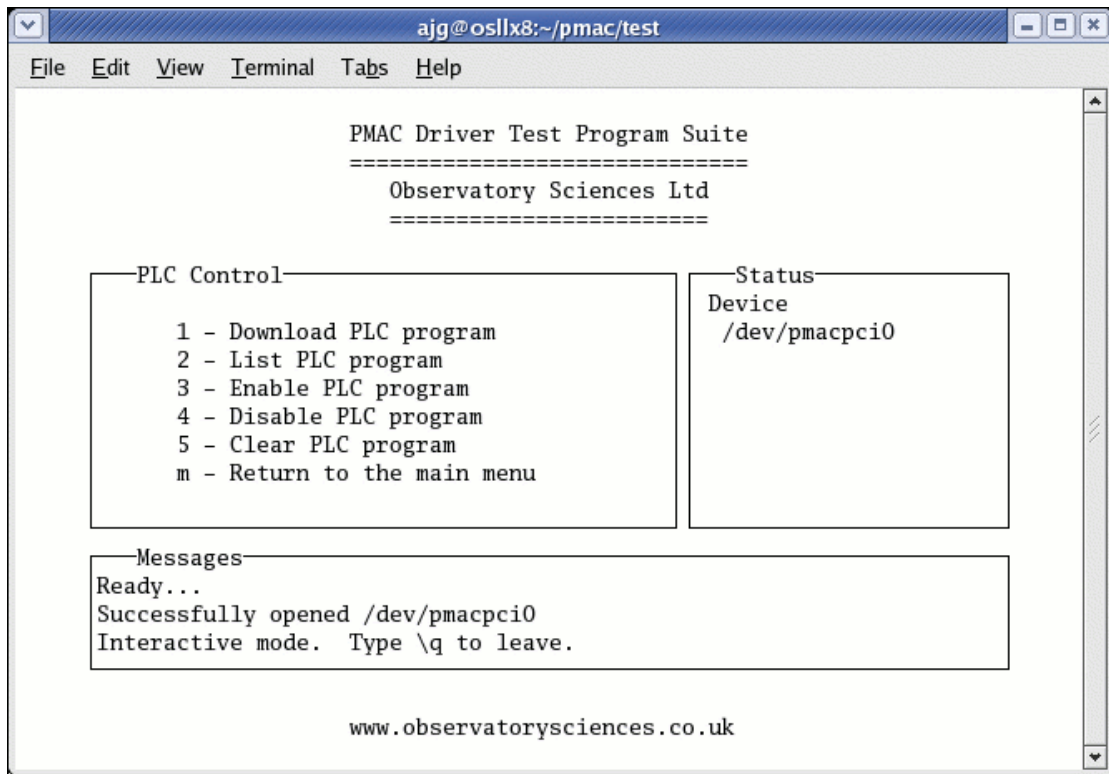 ajg@osllx8:~/pmac/test
File Edit View Terminal Tabs Help
PMAC Driver Test Program Suite
==============================
Observatory Sciences Ltd
========================
PLC Control
1 – Download PLC program
2 – List PLC program
3 – Enable PLC program
4 – Disable PLC program
5 – Clear PLC program
m – Return to the main menu
Status
Device
/dev/pmacpci0
Messages
Ready...
Successfully opened /dev/pmacpci0
Interactive mode.  Type \q to leave.
www.observatorysciences.co.uk